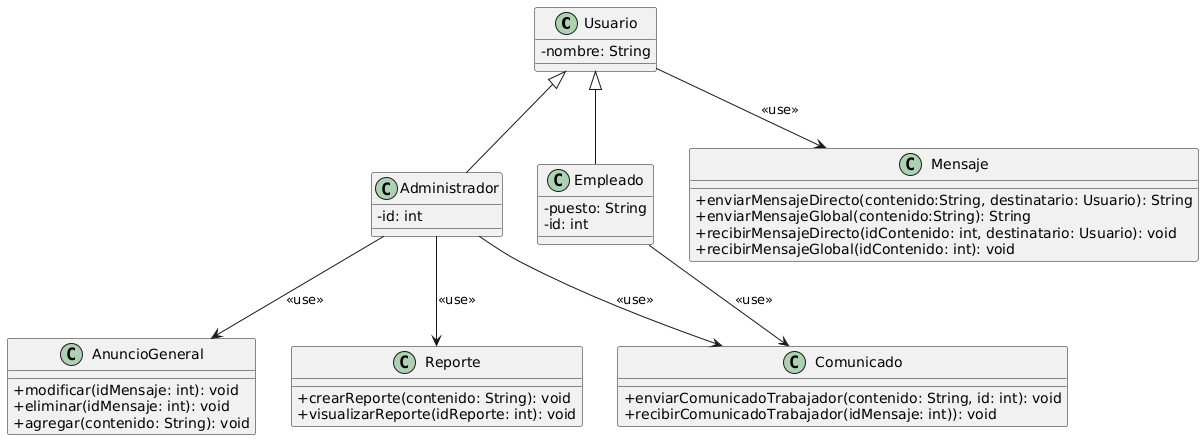 C Usuario
-nombre: String
«use»
C Administrador
-id: int
C Empleado
-puesto: String
-id: int
C Mensaje
+enviarMensajeDirecto(contenido:String, destinatario: Usuario): String
+enviarMensajeGlobal(contenido:String): String
+recibirMensajeDirecto(idContenido: int, destinatario: Usuario): void
+recibirMensajeGlobal(idContenido: int): void
«use»
«use»
«use»
«use»
C AnuncioGeneral
+modificar(idMensaje: int): void
+eliminar(idMensaje: int): void
+agregar(contenido: String): void
C Reporte
+crearReporte(contenido: String): void
+visualizarReporte(idReporte: int): void
C Comunicado
+enviarComunicadoTrabajador(contenido: String, id: int): void
+recibirComunicadoTrabajador(idMensaje: int)): void